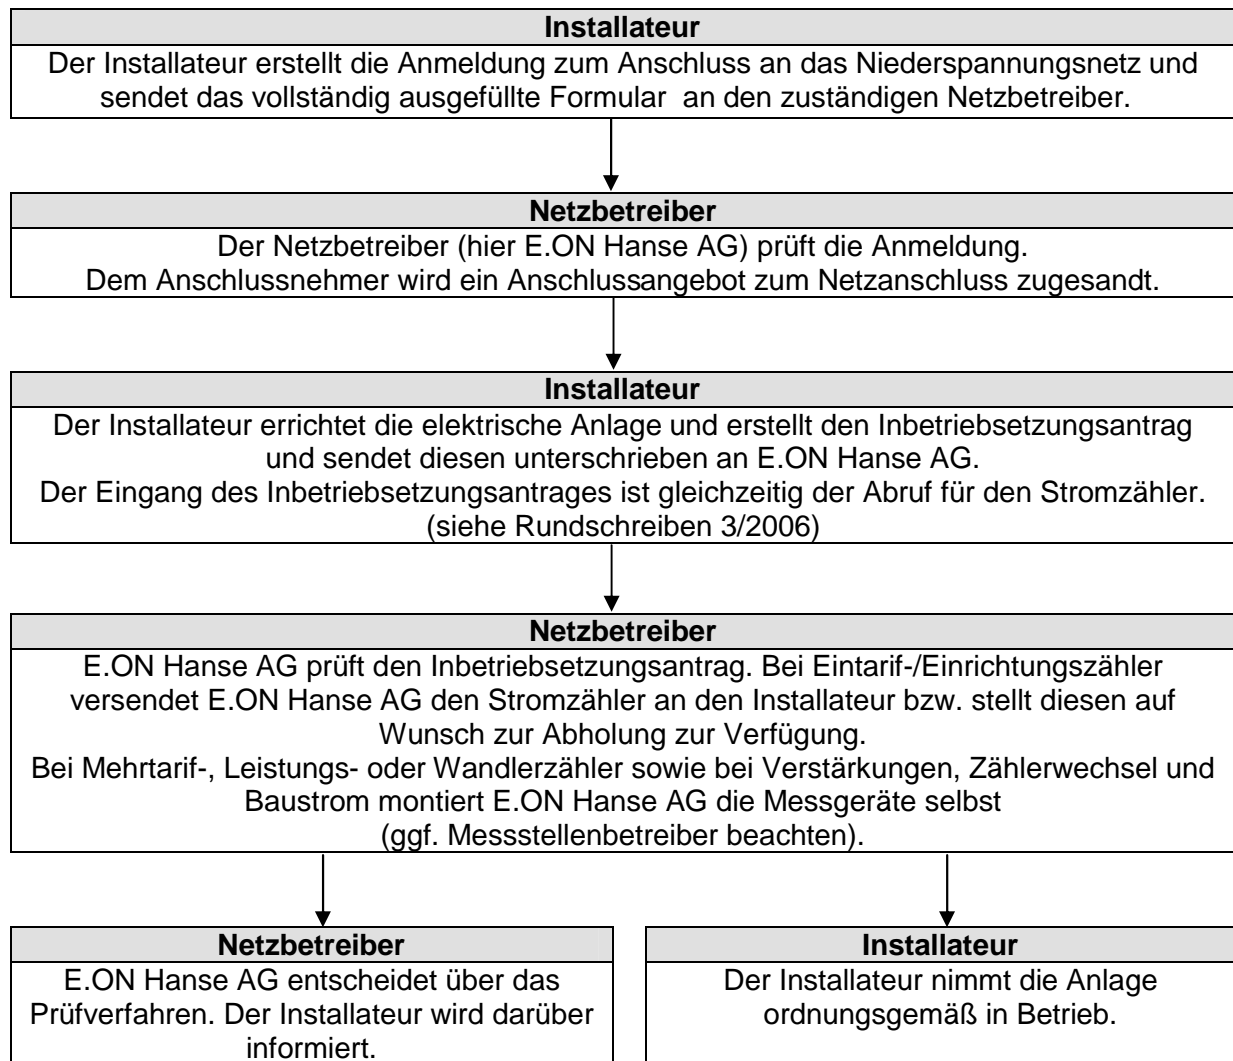 Installateur
Der Installateur erstellt die Anmeldung zum Anschluss an das Niederspannungsnetz und
sendet das vollständig ausgefüllte Formular an den zuständigen Netzbetreiber.
Netzbetreiber
Der Netzbetreiber (hier E.ON Hanse AG) prüft die Anmeldung.
Dem Anschlussnehmer wird ein Anschlussangebot zum Netzanschluss zugesandt.
Installateur
Der Installateur errichtet die elektrische Anlage und erstellt den Inbetriebsetzungsantrag
und sendet diesen unterschrieben an E.ON Hanse AG.
Der Eingang des Inbetriebsetzungsantrages ist gleichzeitig der Abruf für den Stromzähler.
(siehe Rundschreiben 3/2006)
Netzbetreiber
E.ON Hanse AG prüft den Inbetriebsetzungsantrag. Bei Eintarif-/Einrichtungszähler
versendet E.ON Hanse AG den Stromzähler an den Installateur bzw. stellt diesen auf
Wunsch zur Abholung zur Verfügung.
Bei Mehrtarif-, Leistungs- oder Wandlerzähler sowie bei Verstärkungen, Zählerwechsel und
Baustrom montiert E.ON Hanse AG die Messgeräte selbst
(ggf. Messstellenbetreiber beachten).
Netzbetreiber
E.ON Hanse AG entscheidet über das
Prüfverfahren. Der Installateur wird darüber
informiert.
Installateur
Der Installateur nimmt die Anlage
ordnungsgemäß in Betrieb.